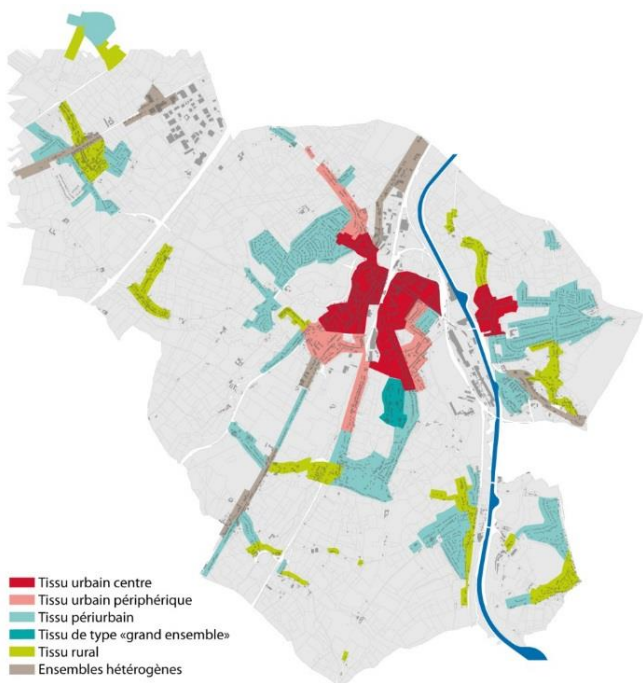 Tissu urbain centre
Tissu urbain périphérique
Tissu périurbain
Tissu de type «grand ensemble»
Tissu rural
Ensembles hétérogènes